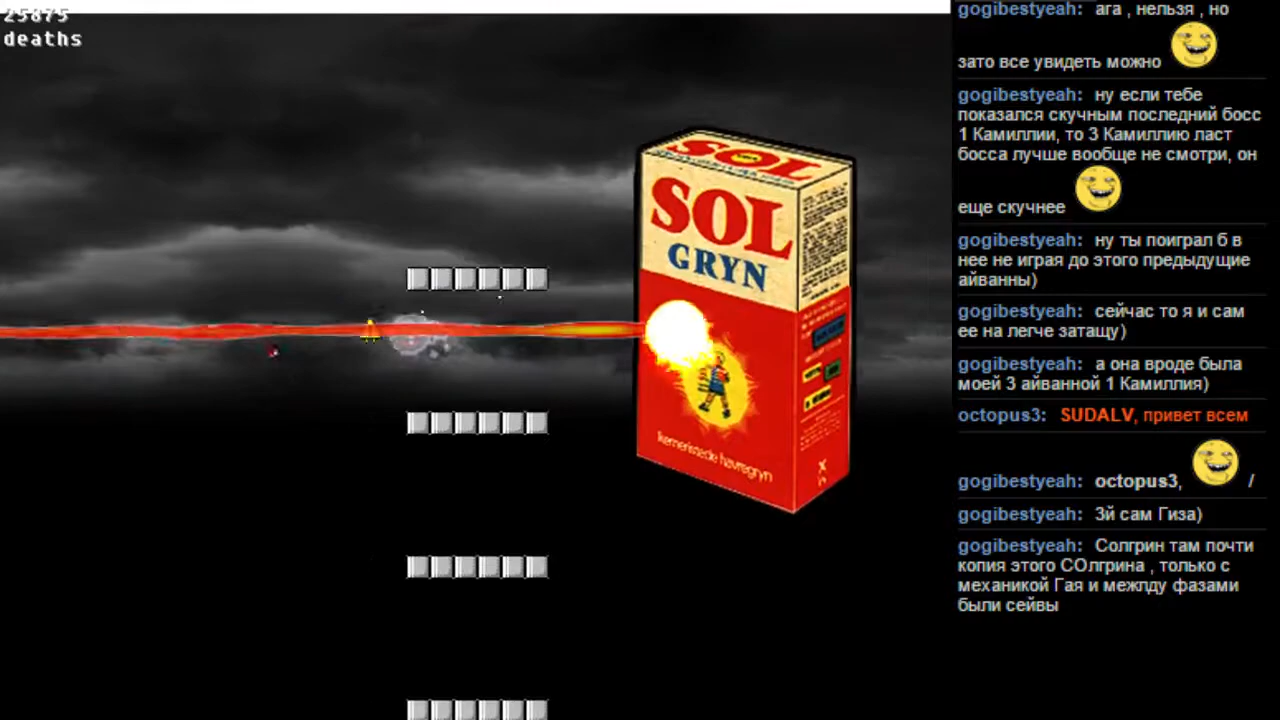 25875
deaths
SOL
SOL
GRYN
kerneristede havregryn
gogibestyeah: ага , нельзя , но
зато все увидеть можно
gogibestyeah: ну если тебе
показался скучным последний босс
1 Камиллии, то 3 Камиллию ласт
босса лучше вообще не смотри, он
еще скучнее
gogibestyeah: ну ты поиграл б в
нее не играя до этого предыдущие
айванны)
gogibestyeah: сейчас то я и сам
ее на легче затащу)
gogibestyeah: а она вроде была
моей 3 айванной 1 Камиллия)
octopus3: SUDALV, привет всем
gogibestyeah: octopus3, /
gogibestyeah: 3й сам Гиза)
gogibestyeah: Солгрин там почти
копия этого СОлгрина , только с
механикой Гая и межпду фазами
были сейвы